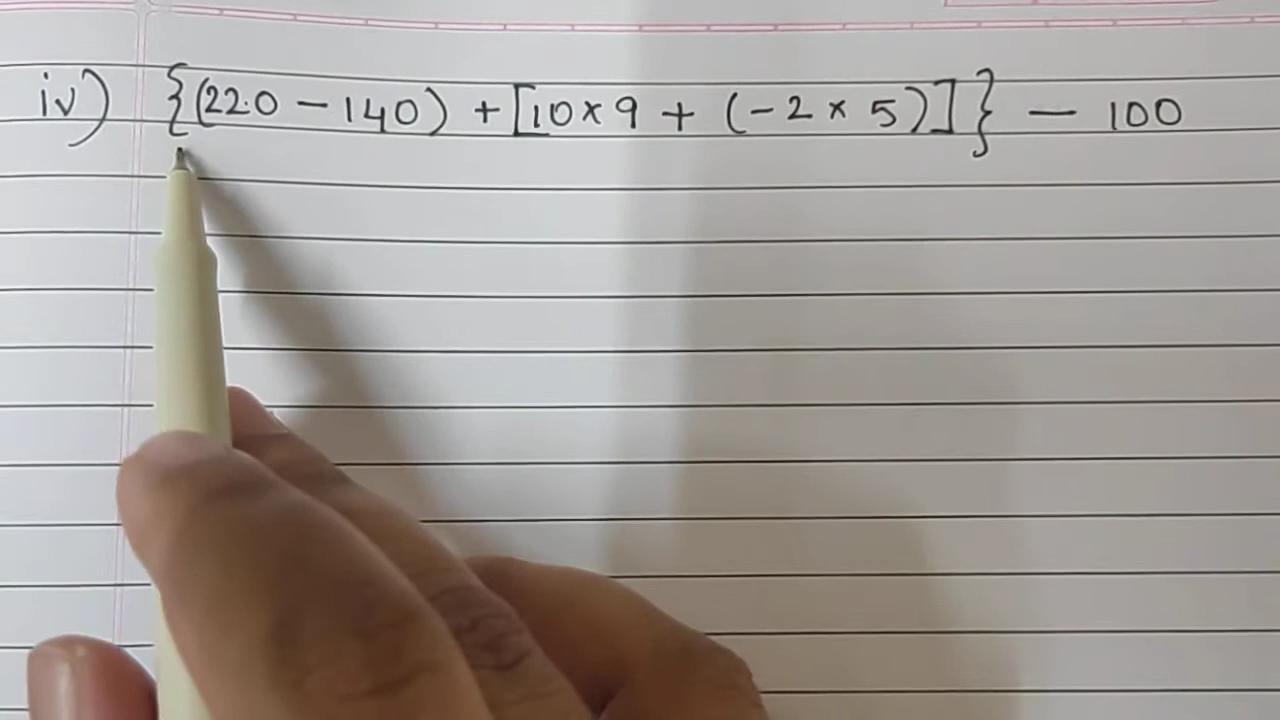 iv) {(220 - 140) + [10 × 9 + (-2 × 5)]} - 100